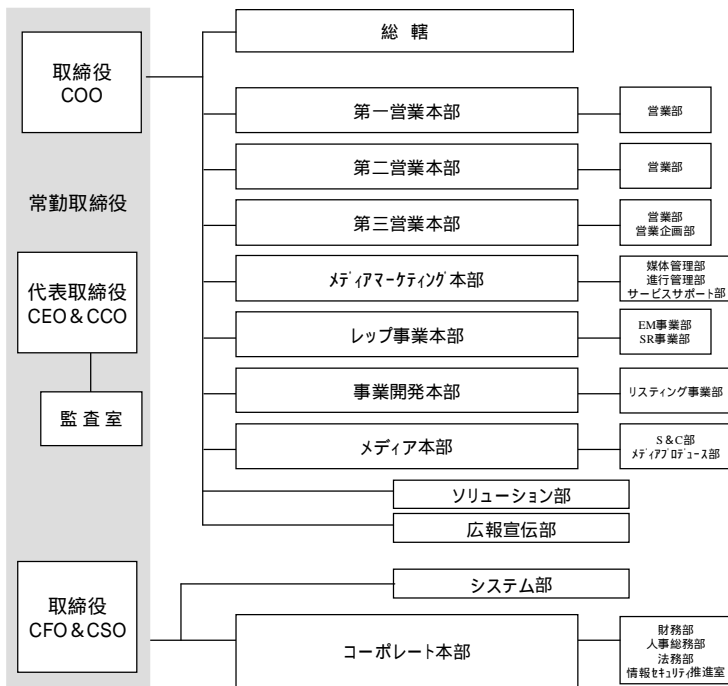 総 轄
取締役
COO
第一営業本部
営業部
第二営業本部
営業部
常勤取締役
第三営業本部
営業部
営業企画部
代表取締役
CEO＆CCO
メディアマーケティング本部
媒体管理部
進行管理部
サービスサポート部
レップ事業本部
EM事業部
SR事業部
監 査 室
事業開発本部
リスティング事業部
メディア本部
S＆C部
メディアプロデュース部
ソリューション部
広報宣伝部
取締役
CFO＆CSO
システム部
コーポレート本部
財務部
人事総務部
法務部
情報セキュリティ推進室